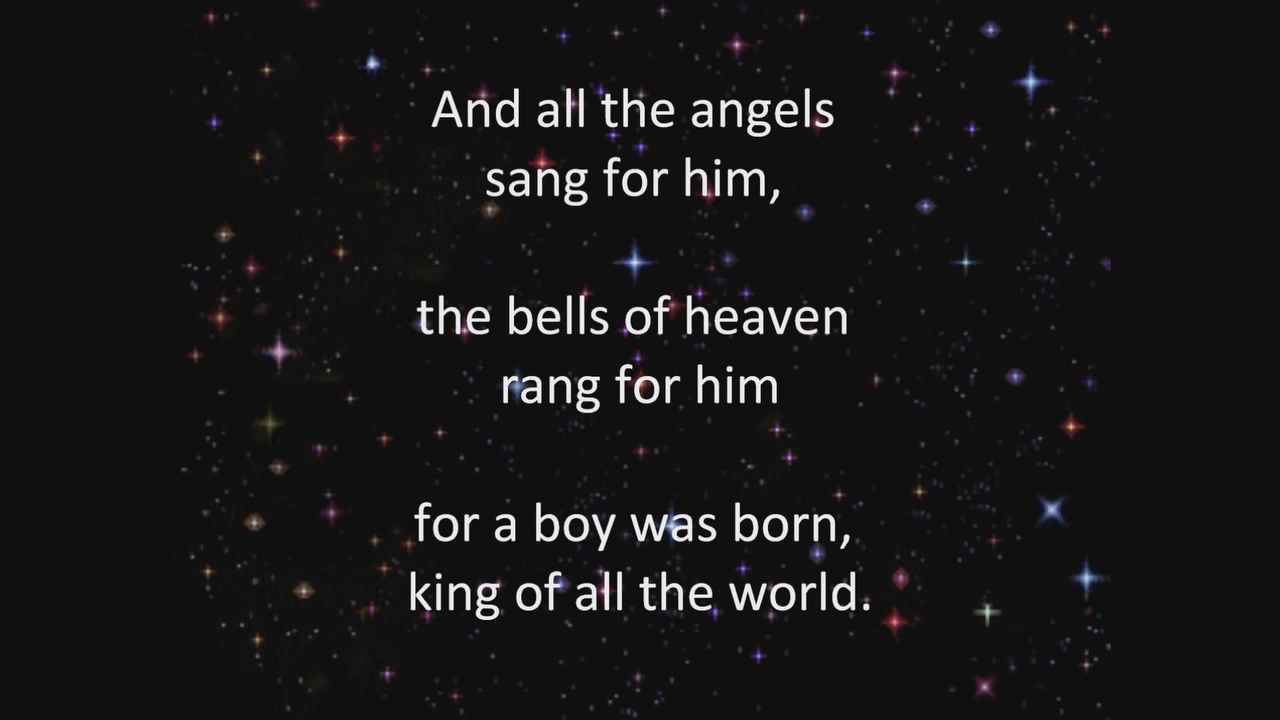 And all the angels
sang for him,
the bells of heaven
rang for him
for a boy was born,
king of all the world.